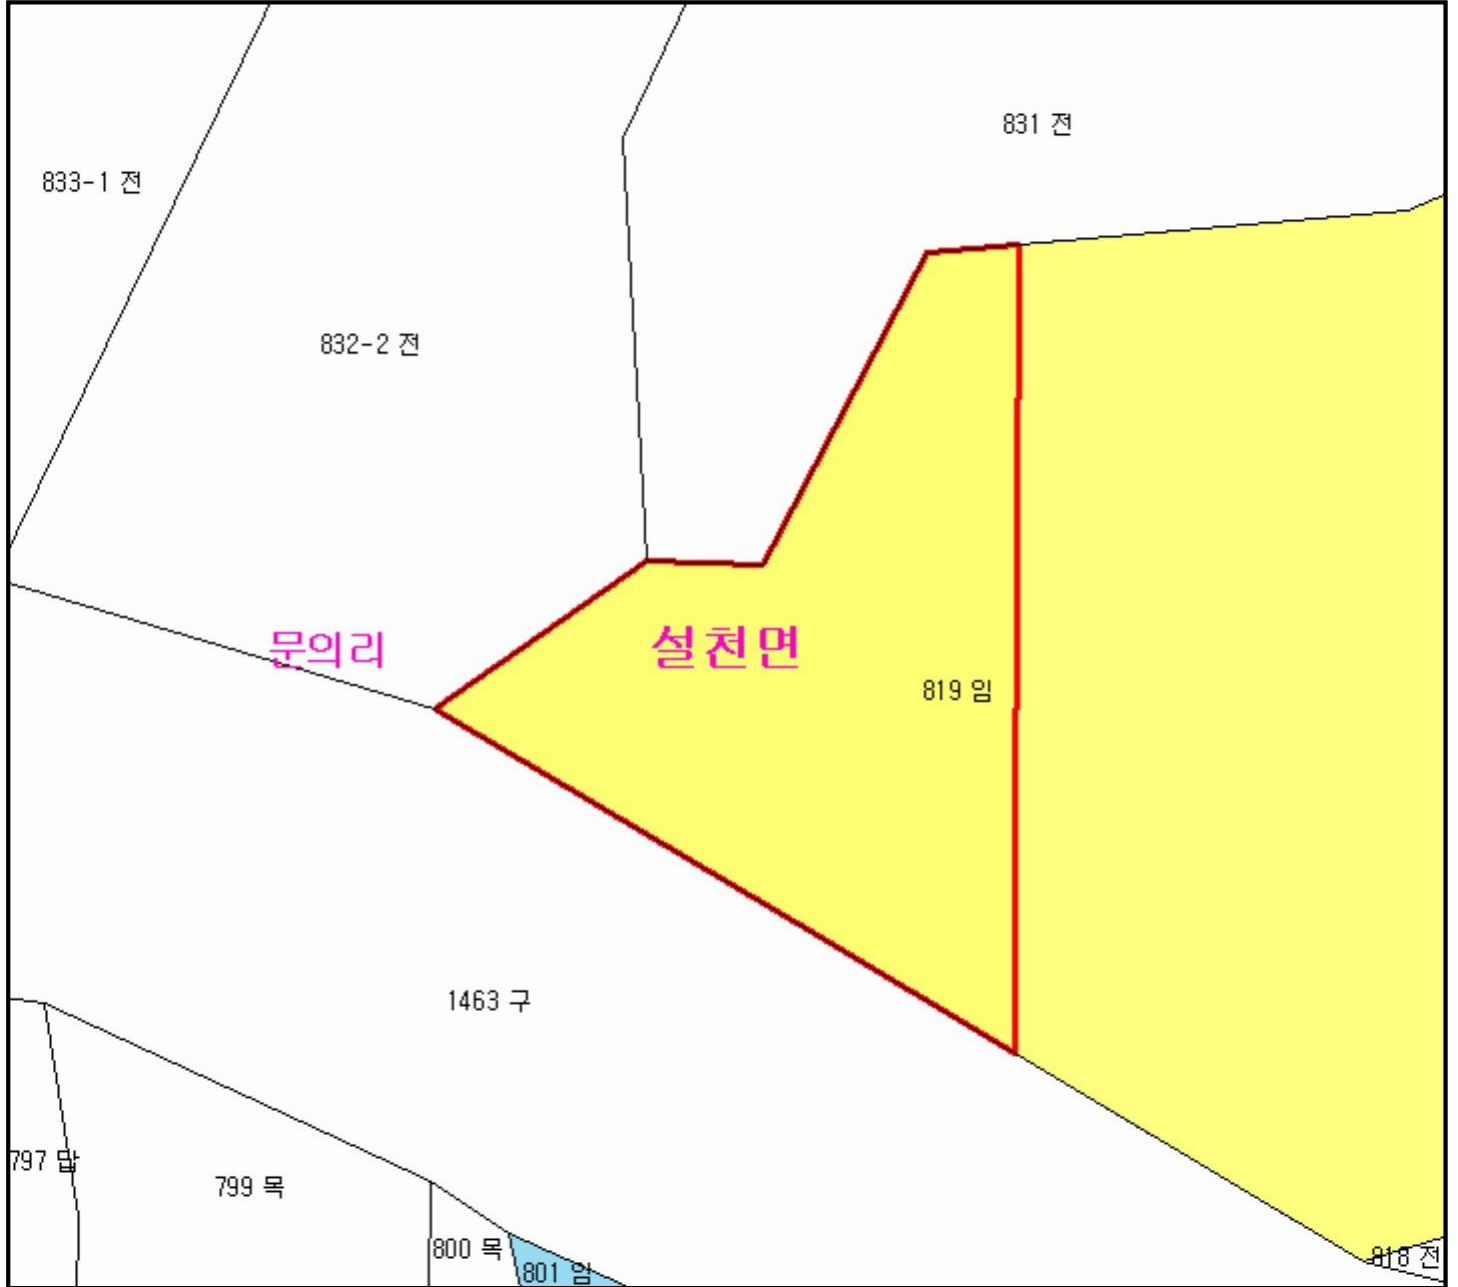 831 전
833-1 전
832-2 전
문의리
설천면
819 임
1463 구
797 답
799 목
800 목
801 임
818 전